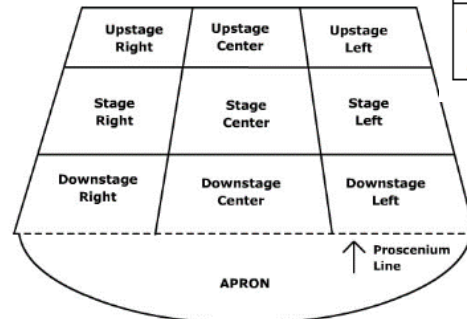 Upstage
Right
Upstage
Center
Upstage
Left
Stage
Right
Stage
Center
Stage
Left
Downstage
Right
Downstage
Center
Downstage
Left
Proscenium
Line
APRON